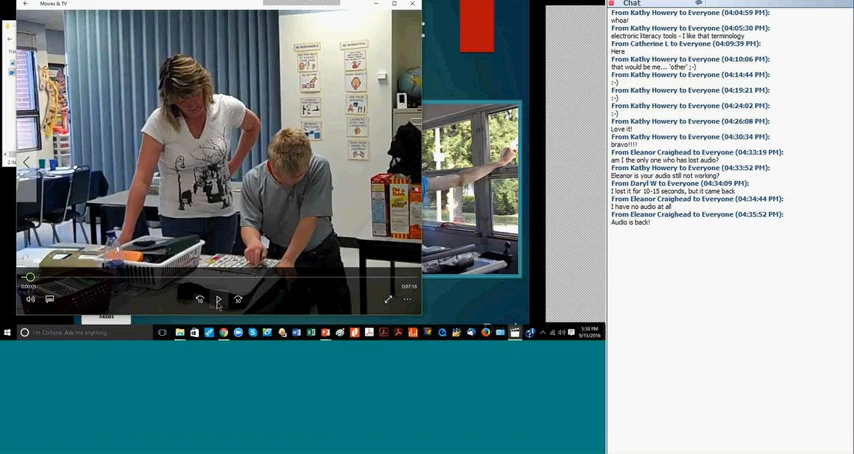 Movies & TV
0:00:05
0:07:18
10
30
Skills
I'm Cortana. Ask me anything.
5:38 PM
9/15/2016
Chat
From Kathy Howery to Everyone (04:04:59 PM):
whoa!
From Kathy Howery to Everyone (04:05:30 PM):
electronic literacy tools - I like that terminology
From Catherine L to Everyone (04:09:39 PM):
Here
From Kathy Howery to Everyone (04:10:06 PM):
that would be me... 'other' ;-)
From Kathy Howery to Everyone (04:14:44 PM):
:-)
From Kathy Howery to Everyone (04:19:21 PM):
:-)
From Kathy Howery to Everyone (04:24:02 PM):
:-)
From Kathy Howery to Everyone (04:26:08 PM):
Love it!
From Kathy Howery to Everyone (04:30:34 PM):
bravo!!!!
From Eleanor Craighead to Everyone (04:33:19 PM):
am I the only one who has lost audio?
From Kathy Howery to Everyone (04:33:52 PM):
Eleanor is your audio still not working?
From Daryl W to Everyone (04:34:09 PM):
I lost it for 10-15 seconds, but it came back
From Eleanor Craighead to Everyone (04:34:44 PM):
I have no audio at all
From Eleanor Craighead to Everyone (04:35:52 PM):
Audio is back!